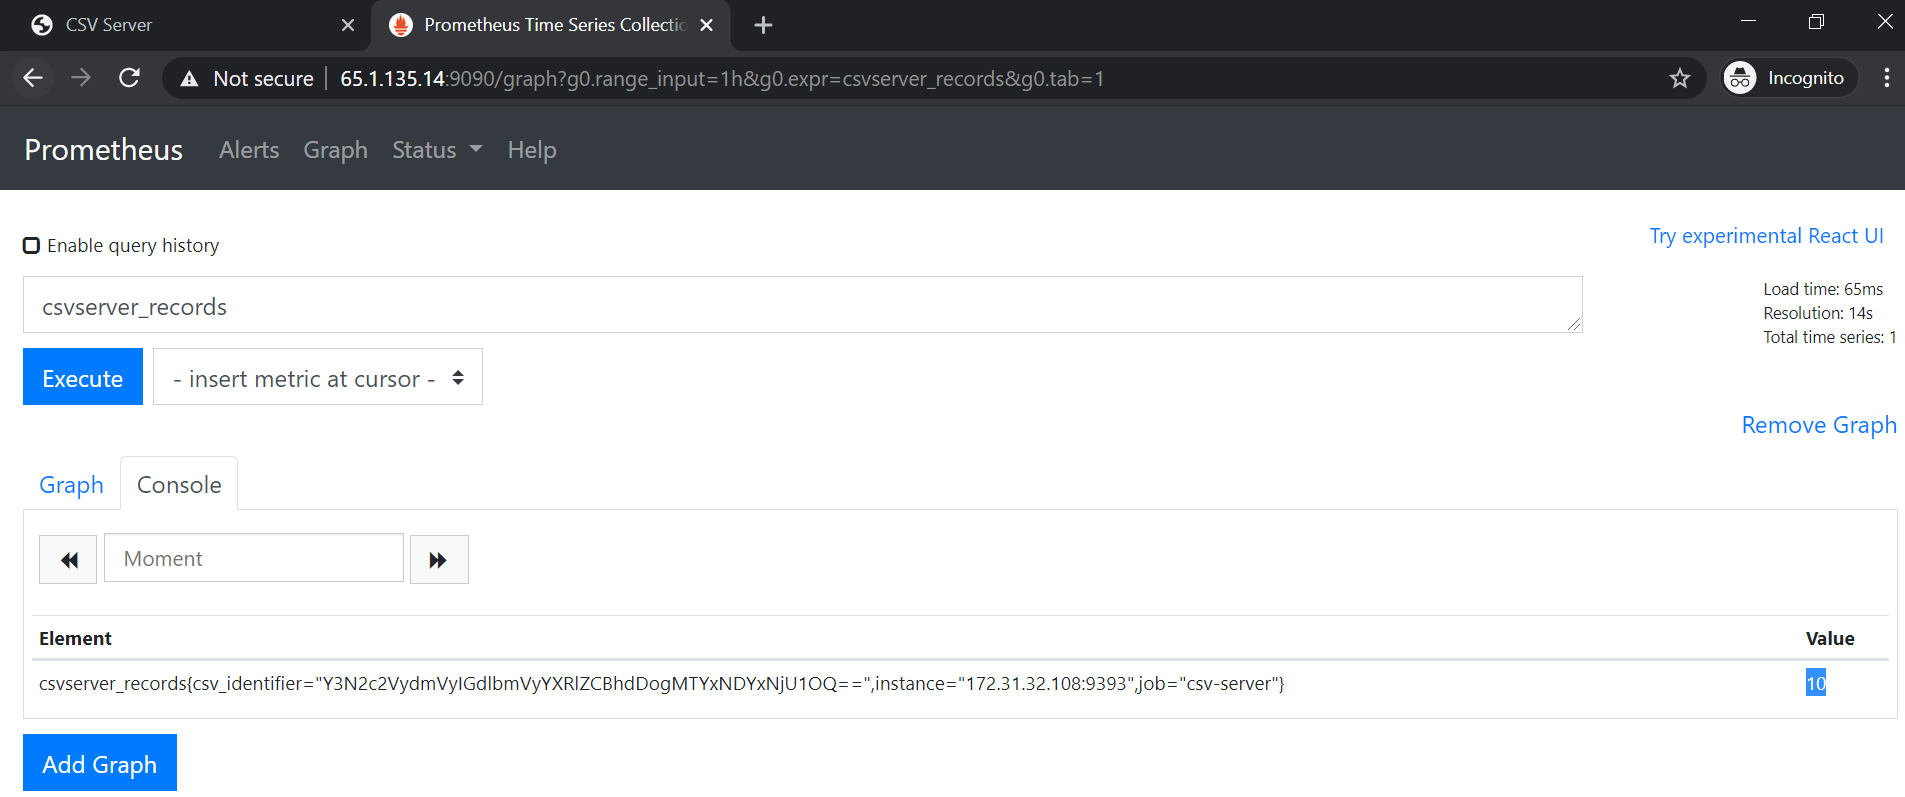 CSV Server
Prometheus Time Series Collectio
Not secure
65.1.135.14:9090/graph?g0.range_input=1h&g0.expr=csvserver_records&g0.tab=1
Incognito
Prometheus
Alerts
Graph
Status
Help
Enable query history
Try experimental React UI
csvserver_records
Load time: 65ms
Resolution: 14s
Total time series: 1
Execute
- insert metric at cursor -
Remove Graph
Graph
Console
Moment
Element
Value
csvserver_records{csv_identifier="Y3N2c2VydmVyIGdlbmVyYXRlZCBhdDogMTYxNDYxNjU1OQ==",instance="172.31.32.108:9393",job="csv-server"}
10
Add Graph